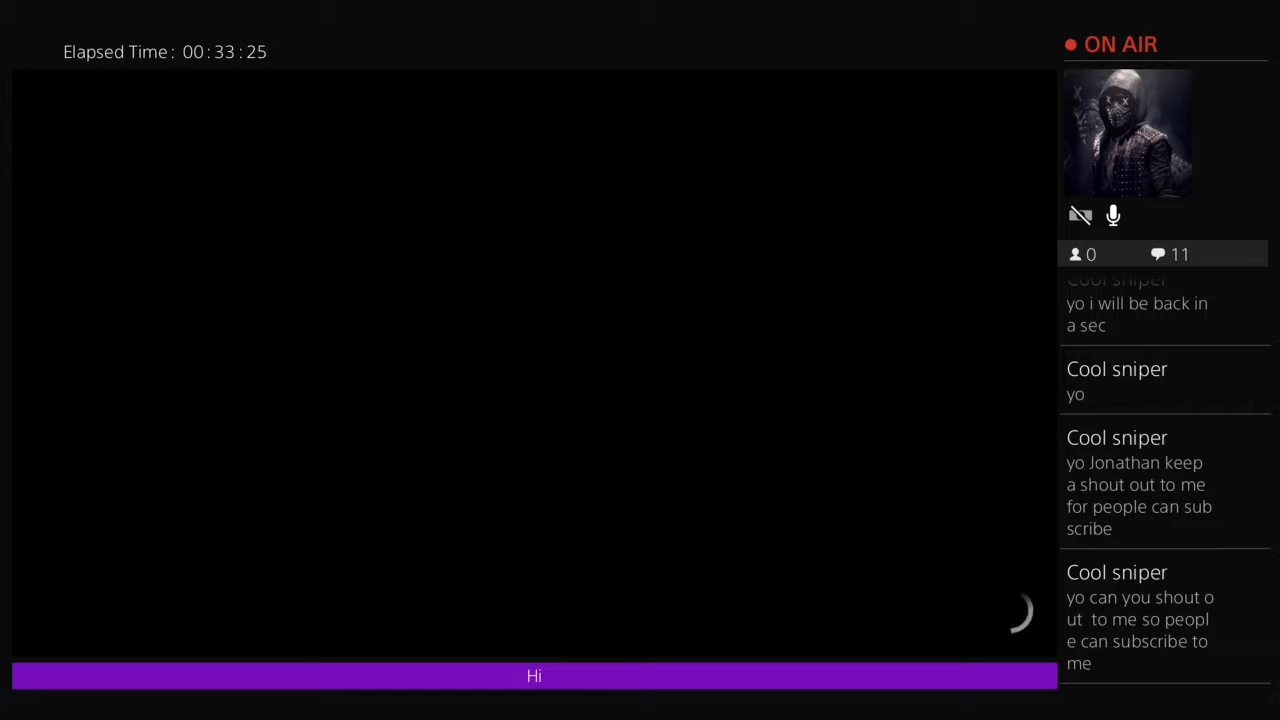 Elapsed Time: 00:33:25
ON AIR
0 11
Cool sniper
yo i will be back in
a sec
Cool sniper
yo
Cool sniper
yo Jonathan keep
a shout out to me
for people can sub
scribe
Cool sniper
yo can you shout o
ut  to me so peopl
e can subscribe to
me
Hi